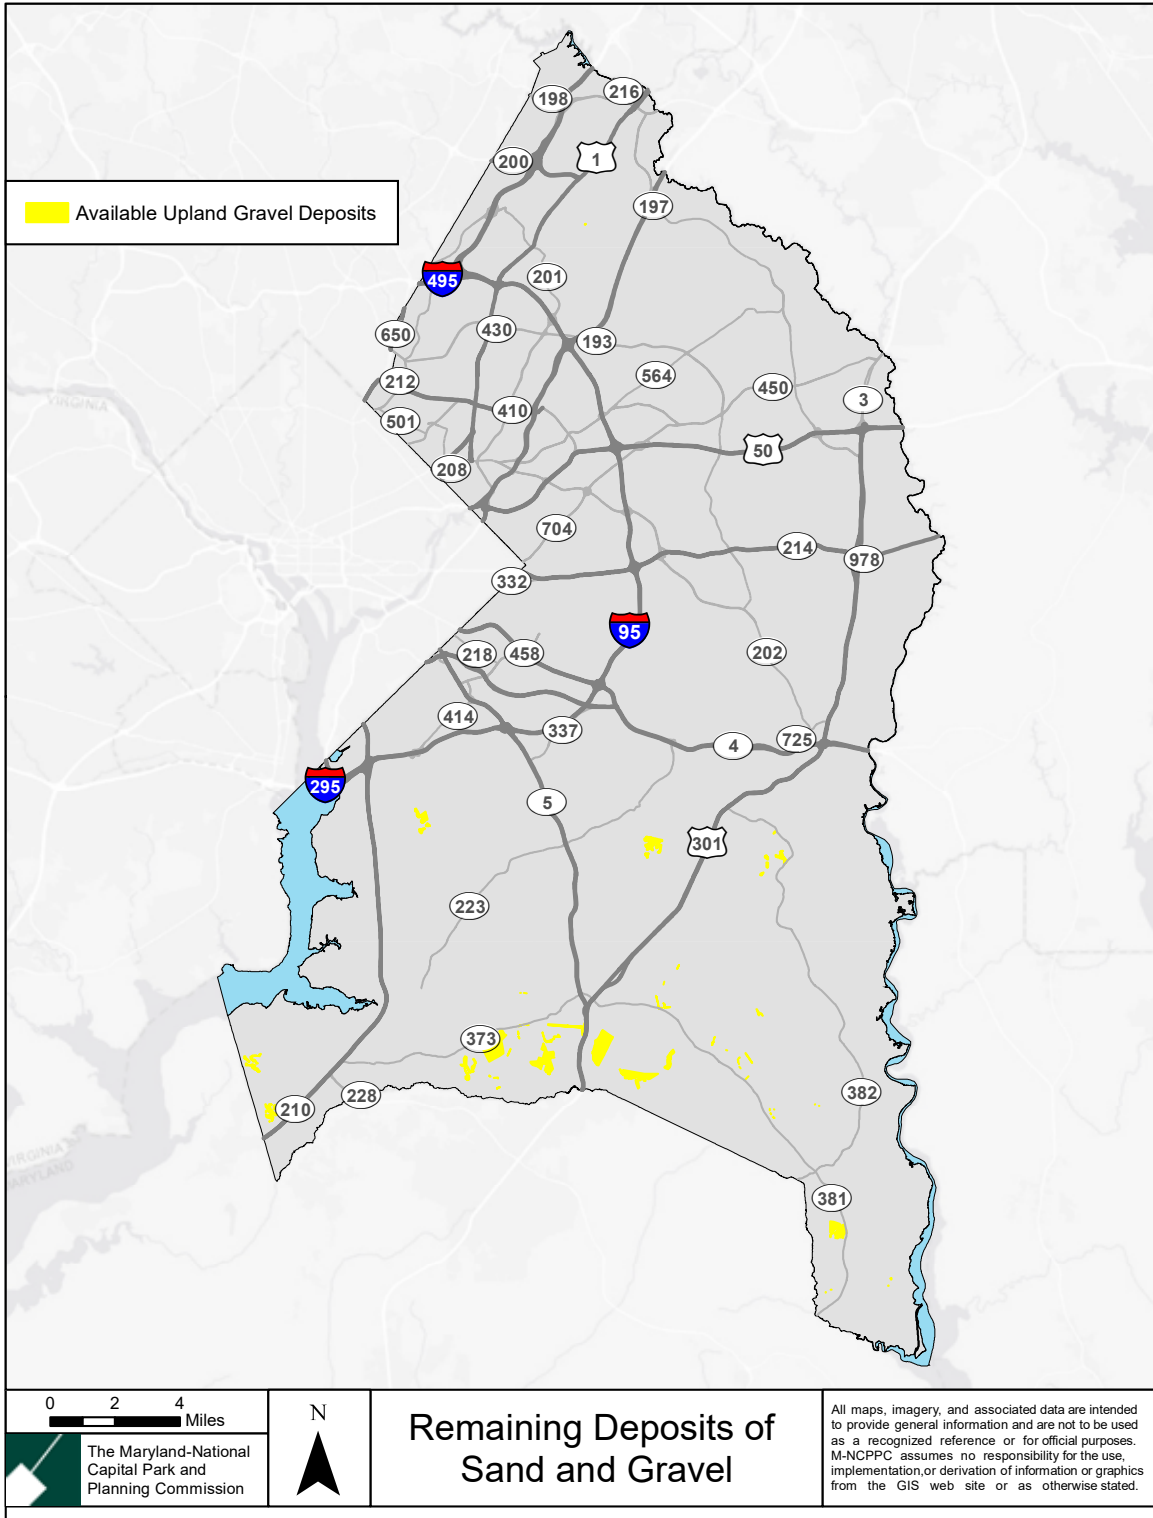 198
216
200
1
Available Upland Gravel Deposits
197
495
201
650
430
193
VIRGINIA
212
564
450
3
501
410
50
208
704
214
978
332
95
218
458
202
414
337
4
725
295
5
301
223
373
228
210
382
VIRGINIA
MARYLAND
381
0 2 4
Miles
The Maryland-National
Capital Park and
Planning Commission
N
Remaining Deposits of
Sand and Gravel
All maps, imagery, and associated data are intended
to provide general information and are not to be used
as a recognized reference or for official purposes.
M-NCPPC assumes no responsibility for the use,
implementation,or derivation of information or graphics
from the GIS web site or as otherwise stated.